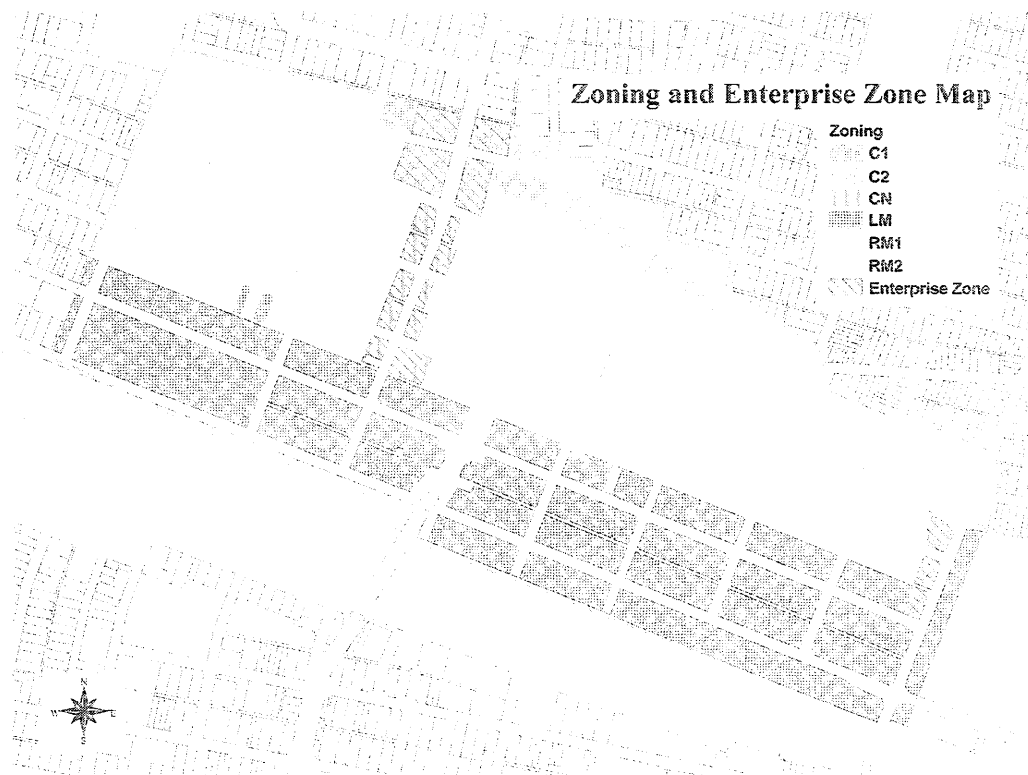 Zoning and Enterprise Zone Map
Zoning
C1
C2
CN
LM
RM1
RM2
Enterprise Zone
N
W E
S